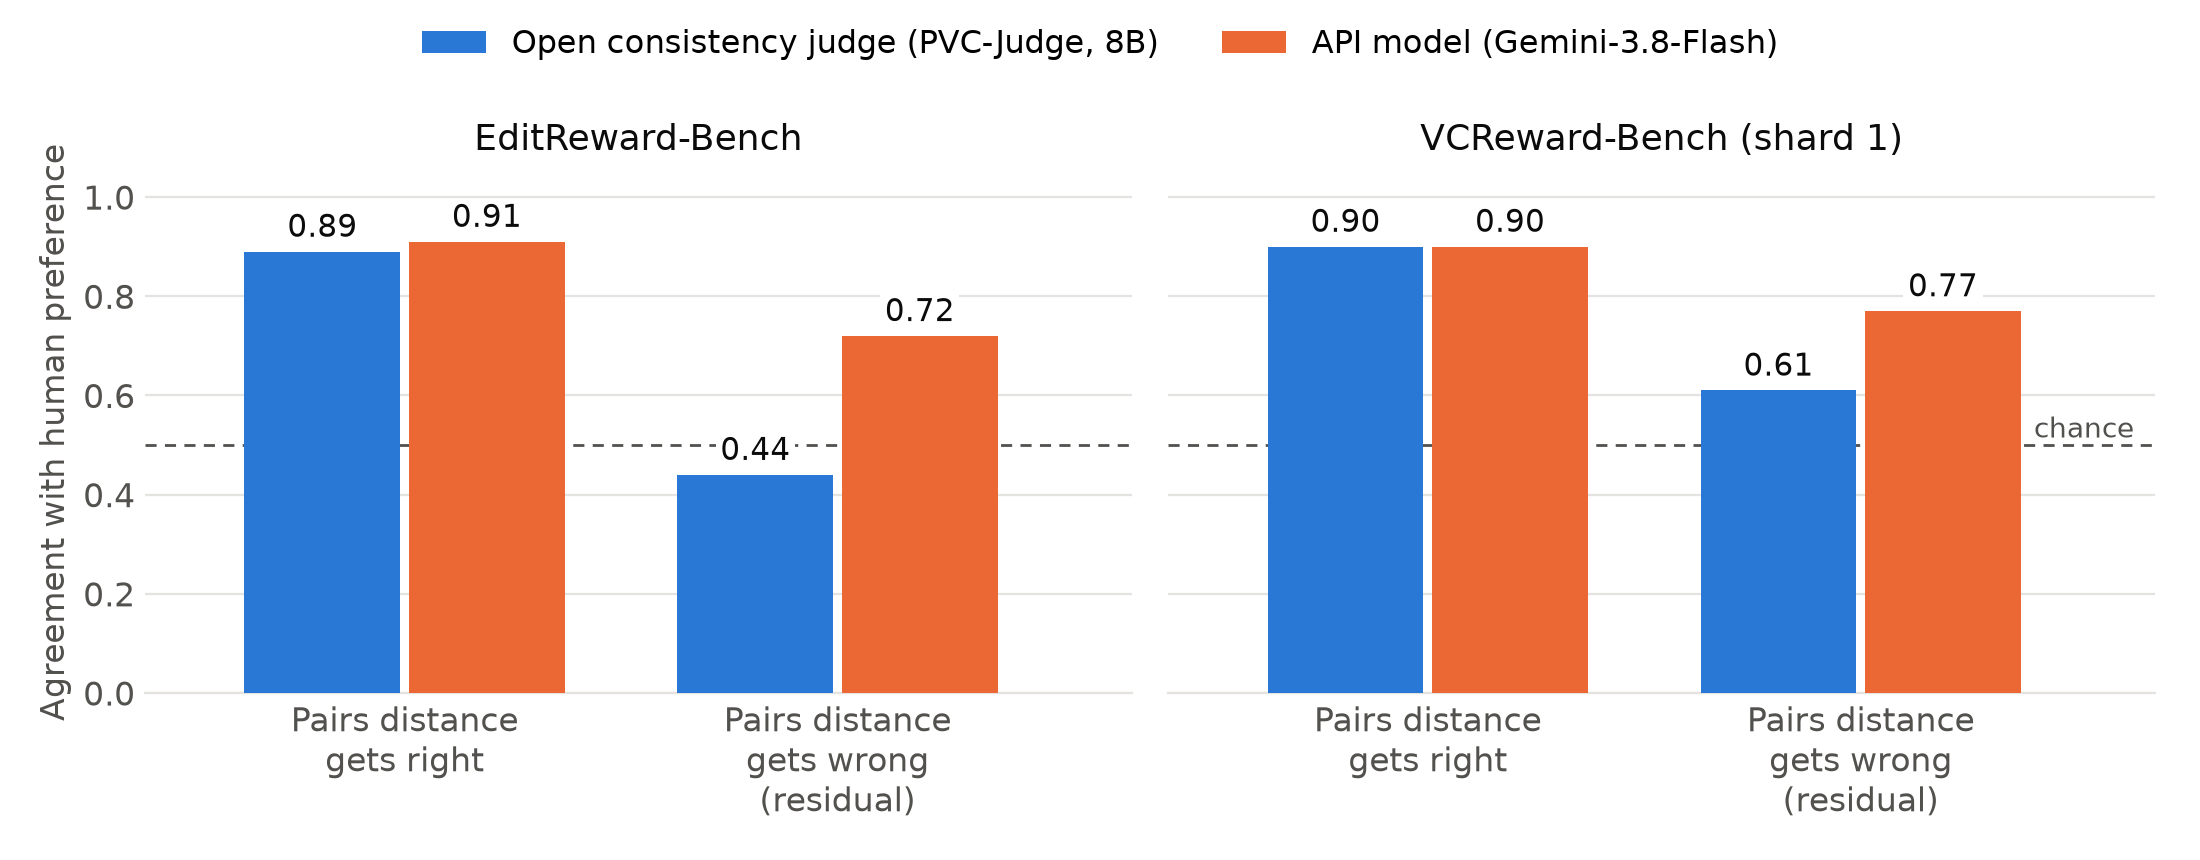 Open consistency judge (PVC-Judge, 8B)
API model (Gemini-3.8-Flash)
EditReward-Bench
VCReward-Bench (shard 1)
Agreement with human preference
1.0
0.8
0.6
0.4
0.2
0.0
0.89
0.91
0.44
0.72
0.90
0.90
0.61
0.77
chance
Pairs distance
gets right
Pairs distance
gets wrong
(residual)
Pairs distance
gets right
Pairs distance
gets wrong
(residual)